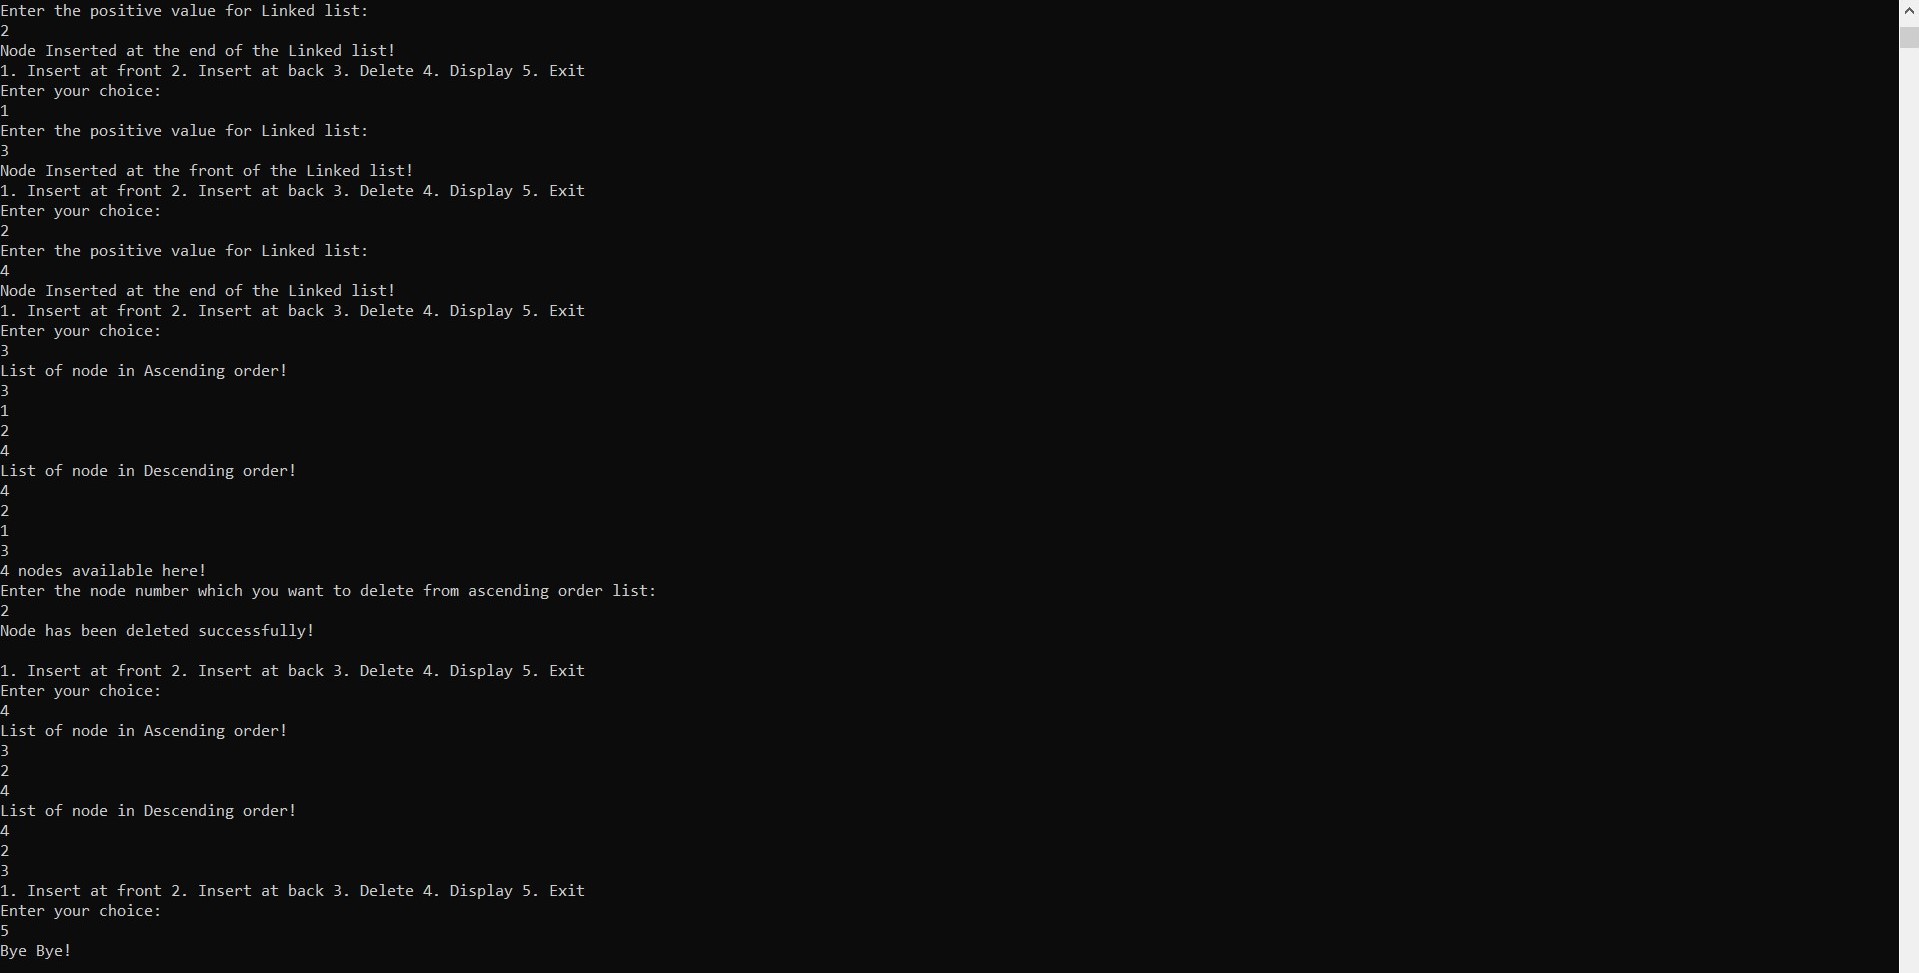 Enter the positive value for Linked list:
2
Node Inserted at the end of the Linked list!
1. Insert at front 2. Insert at back 3. Delete 4. Display 5. Exit
Enter your choice:
1
Enter the positive value for Linked list:
3
Node Inserted at the front of the Linked list!
1. Insert at front 2. Insert at back 3. Delete 4. Display 5. Exit
Enter your choice:
2
Enter the positive value for Linked list:
4
Node Inserted at the end of the Linked list!
1. Insert at front 2. Insert at back 3. Delete 4. Display 5. Exit
Enter your choice:
3
List of node in Ascending order!
3
1
2
4
List of node in Descending order!
4
2
1
3
4 nodes available here!
Enter the node number which you want to delete from ascending order list:
2
Node has been deleted successfully!

1. Insert at front 2. Insert at back 3. Delete 4. Display 5. Exit
Enter your choice:
4
List of node in Ascending order!
3
2
4
List of node in Descending order!
4
2
3
1. Insert at front 2. Insert at back 3. Delete 4. Display 5. Exit
Enter your choice:
5
Bye Bye!